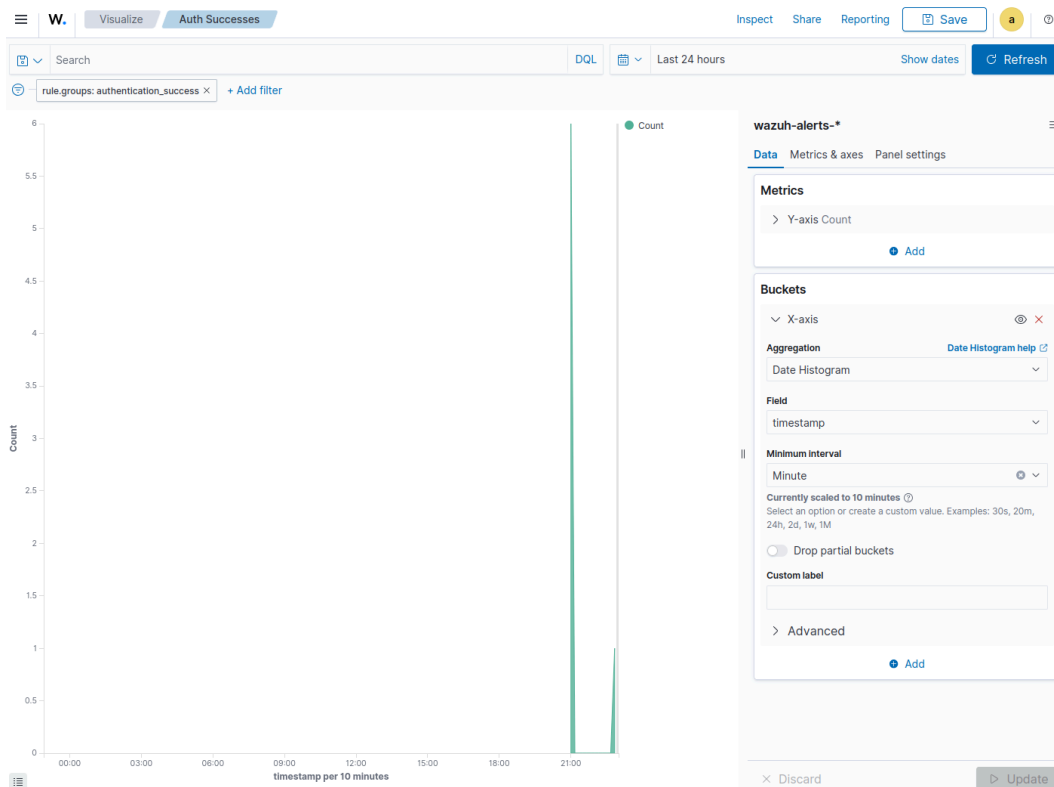 W. Visualize Auth Successes Inspect Share Reporting Save a
Search DQL Last 24 hours Show dates Refresh
rule.groups: authentication_success × + Add filter
6
5.5
5
4.5
4
3.5
3
2.5
2
1.5
1
0.5
0
Count
00:00 03:00 06:00 09:00 12:00 15:00 18:00 21:00
timestamp per 10 minutes
Count
wazuh-alerts-*
Data Metrics & axes Panel settings
Metrics
Y-axis Count
Add
Buckets
X-axis
Aggregation Date Histogram help
Date Histogram
Field
timestamp
Minimum interval
Minute
Currently scaled to 10 minutes
Select an option or create a custom value. Examples: 30s, 20m,
24h, 2d, 1w, 1M
Drop partial buckets
Custom label
Advanced
Add
Discard Update